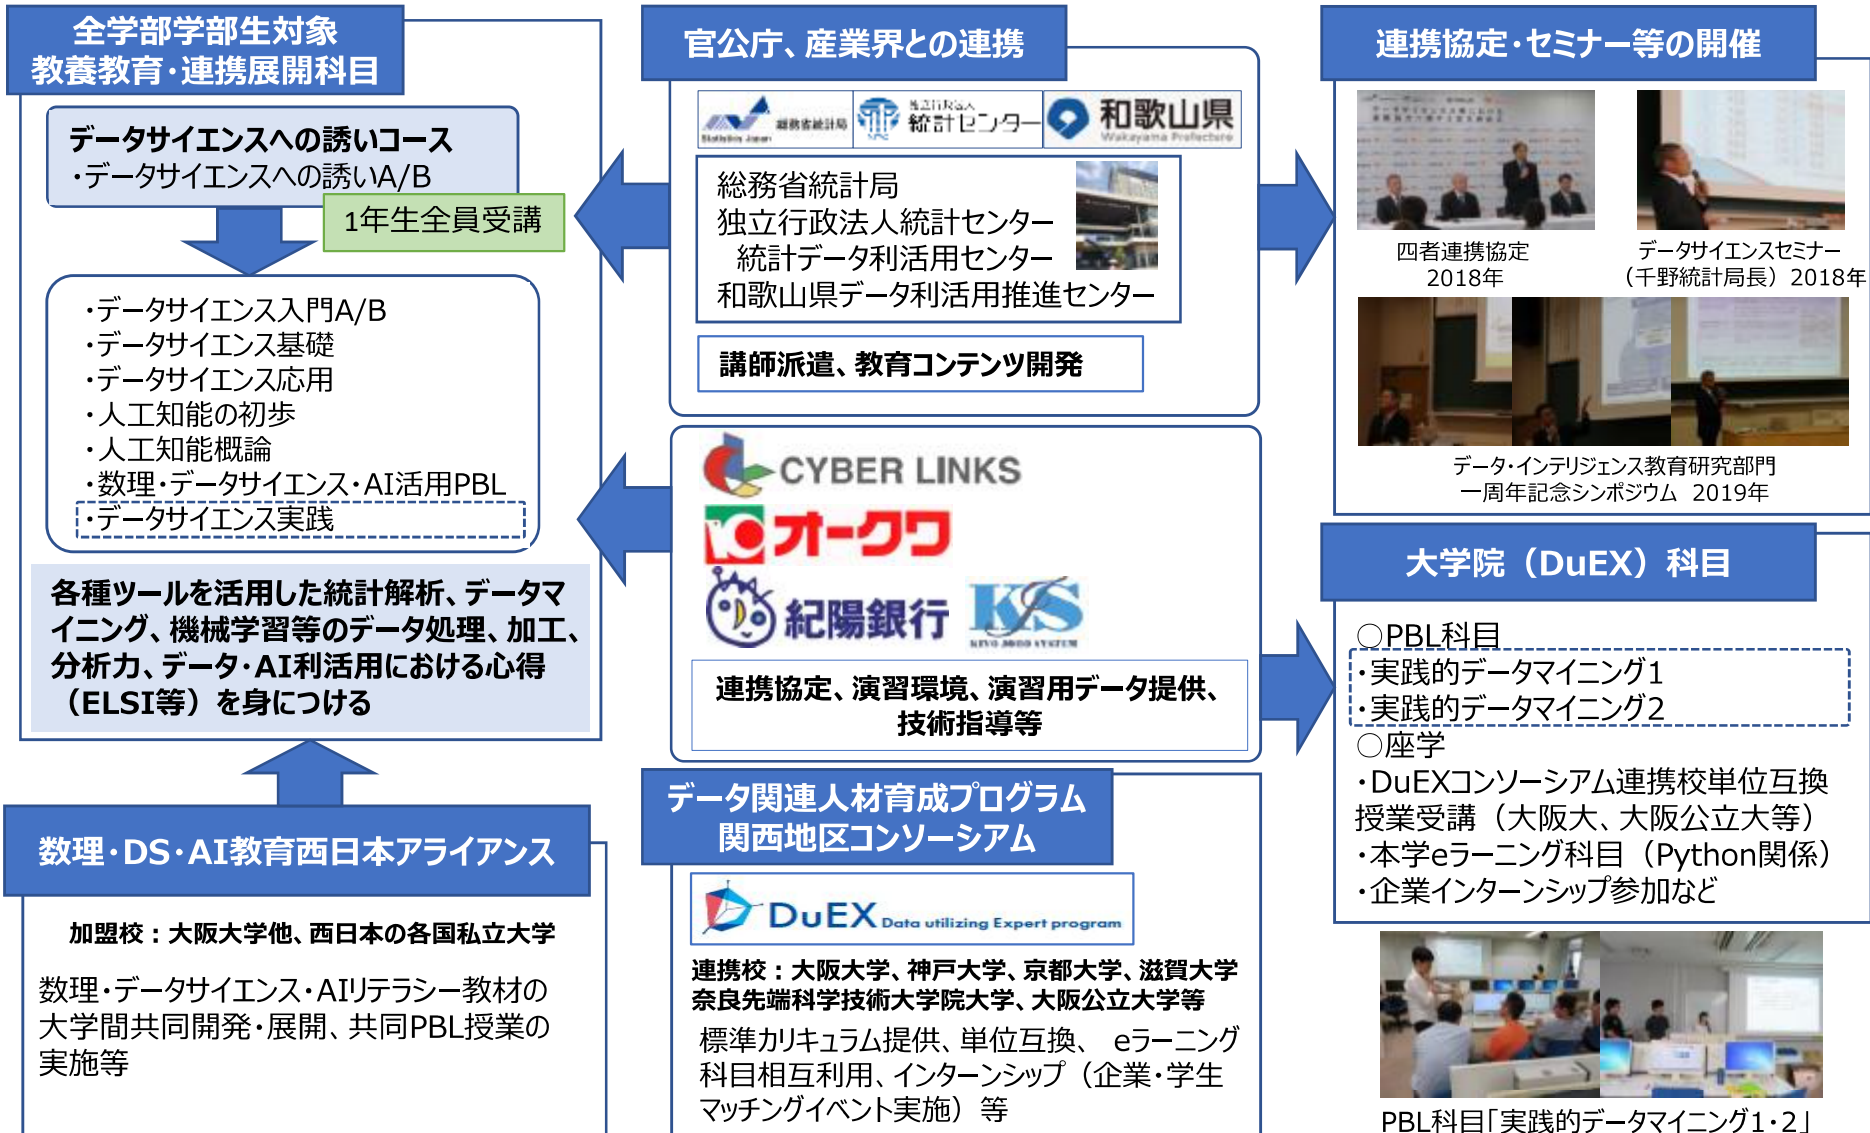 全学部学部生対象
教養教育・連携展開科目
データサイエンスへの誘いコース
・データサイエンスへの誘いA/B
1年生全員受講
・データサイエンス入門A/B
・データサイエンス基礎
・データサイエンス応用
・人工知能の初歩
・人工知能概論
・数理・データサイエンス・AI活用PBL
・データサイエンス実践
各種ツールを活用した統計解析、データマ
イニング、機械学習等のデータ処理、加工、
分析力、データ・AI利活用における心得
（ELSI等）を身につける
数理・DS・AI教育西日本アライアンス
加盟校：大阪大学他、西日本の各国私立大学
数理・データサイエンス・AIリテラシー教材の
大学間共同開発・展開、共同PBL授業の
実施等
官公庁、産業界との連携
Statistics Japan
総務省統計局
独立行政法人
統計センター
和歌山県
Wakayama Prefecture
総務省統計局
独立行政法人統計センター
統計データ利活用センター
和歌山県データ利活用推進センター
講師派遣、教育コンテンツ開発
CYBER LINKS
オークワ
紀陽銀行
KJS
KIYO JOHO SYSTEM
連携協定、演習環境、演習用データ提供、
技術指導等
データ関連人材育成プログラム
関西地区コンソーシアム
DuEX Data utilizing Expert program
連携校：大阪大学、神戸大学、京都大学、滋賀大学
奈良先端科学技術大学院大学、大阪公立大学等
標準カリキュラム提供、単位互換、 eラーニング
科目相互利用、インターンシップ（企業・学生
マッチングイベント実施）等
連携協定・セミナー等の開催
四者連携協定
2018年
データサイエンスセミナー
（千野統計局長）2018年
データ・インテリジェンス教育研究部門
一周年記念シンポジウム 2019年
大学院（DuEX）科目
○PBL科目
・実践的データマイニング1
・実践的データマイニング2
○座学
・DuEXコンソーシアム連携校単位互換
授業受講（大阪大、大阪公立大等）
・本学eラーニング科目（Python関係）
・企業インターンシップ参加など
PBL科目「実践的データマイニング1・2」